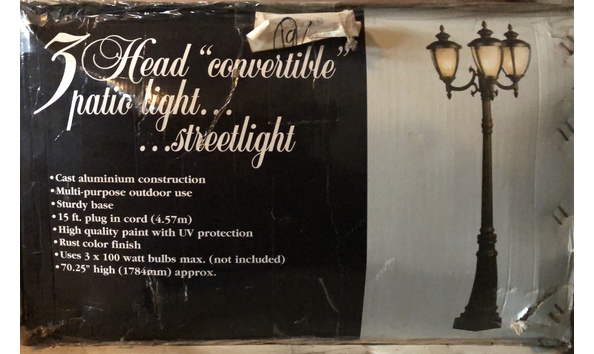 3 Head "convertible"
patio light...
...streetlight
•Cast aluminium construction
•Multi-purpose outdoor use
•Sturdy base
•15 ft. plug in cord (4.57m)
•High quality paint with UV protection
•Rust color finish
•Uses 3 x 100 watt bulbs max. (not included)
•70.25" high (1784mm) approx.